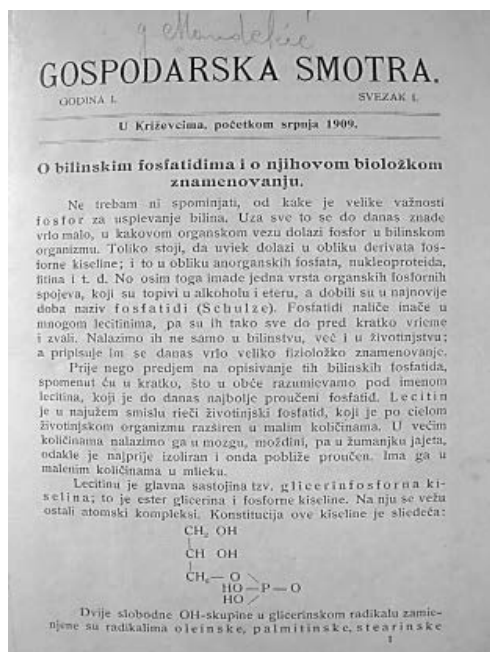 GOSPODARSKA SMOTRA.
GODINA I. SVEZAK I.
U Križevcima, početkom srpnja 1909.
O bilinskim fosfatidima i o njihovom biološkom
znamenovanju.
Ne trebam ni spominjati, od kake je velike važnosti
fosfor za uspievanje bilina. Uza sve to se do danas znade
vrlo malo, u kakovom organskom vezu dolazi fosfor u bilinskom
organizmu. Toliko stoji, da uviek dolazi u obliku derivata fos-
forne kiseline; i to u obliku anorganskih fosfata, nukleoproteida,
fitina i t. d. No osim toga imade jedna vrsta organskih fosfornih
spojeva, koji su topivi u alkoholu i eteru, a dobili su u najnovije
doba naziv fosfatidi (Schulze). Fosfatidi naliče inače u
mnogom lecitinima, pa su ih tako sve do pred kratko vrieme
i zvali. Nalazimo ih ne samo u bilinstvu, već i u životinjstvu;
a pripisuje im se danas vrlo veliko fiziološko znamenovanje.
Prije nego predjem na opisivanje tih bilinskih fosfatida,
spomenut ću u kratko, što u obće razumievamo pod imenom
lecitina, koji je do danas najbolje proučeni fosfatid. Lecitin
je u najužem smislu rieči životinjski fosfatid, koji je po cielom
životinjskom organizmu razširen u malim količinama. U većim
količinama nalazimo ga u mozgu, moždini, pa u žumanjku jajeta,
odakle je najprije izoliran i onda pobliže proučen. Ima ga u
malenim količinama u mlieku.
Lecitinu je glavna sastojina tzv. glicerinfosforna ki-
selina; to je ester glicerina i fosforne kiseline. Na nju se vežu
ostali atomski kompleksi. Konstitucija ove kiseline je sliedeća:
CH₂ OH
CH OH
CH₂ — O
HO — P — O
HO
Dvije slobodne OH-skupine u glicerinskom radikalu zamie-
njene su radikalima oleinske, palmitinske, stearinske
1